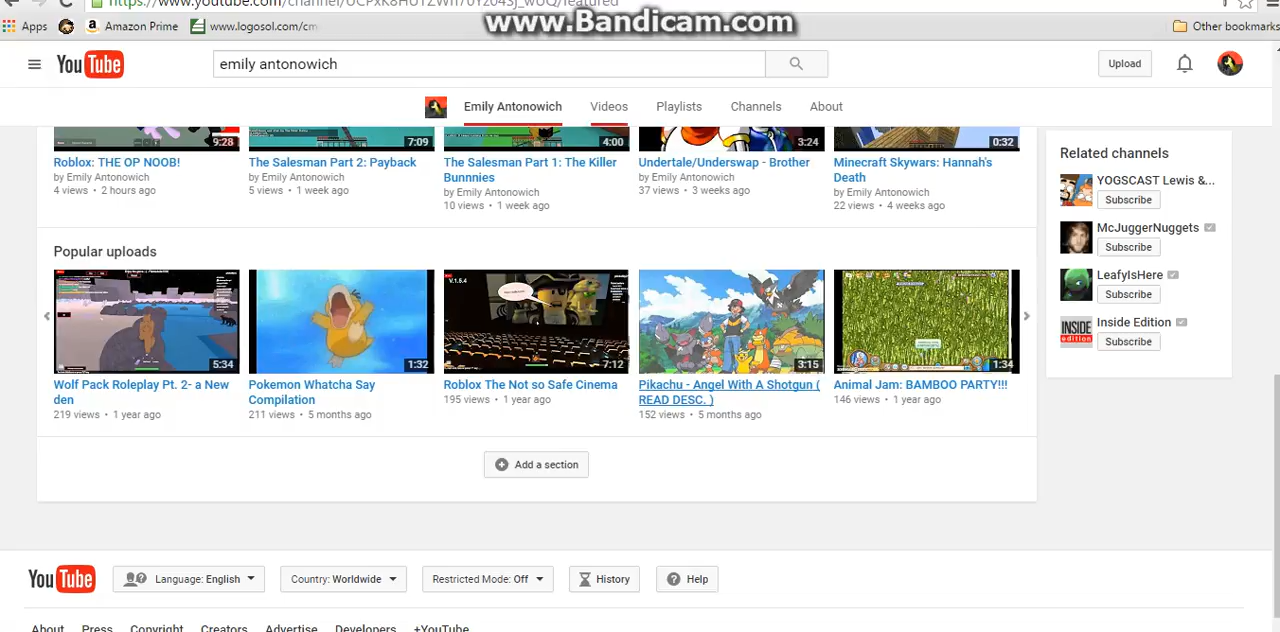 www.Bandicam.com
Apps
Amazon Prime
www.logosol.com/cm
Other bookmarks
YouTube
emily antonowich
Upload
Emily Antonowich
Videos
Playlists
Channels
About
9:28
7:09
4:00
3:24
0:32
Roblox: THE OP NOOB!
by Emily Antonowich
4 views • 2 hours ago
The Salesman Part 2: Payback
by Emily Antonowich
5 views • 1 week ago
The Salesman Part 1: The Killer
Bunnnies
by Emily Antonowich
10 views • 1 week ago
Undertale/Underswap - Brother
by Emily Antonowich
37 views • 3 weeks ago
Minecraft Skywars: Hannah's
Death
by Emily Antonowich
22 views • 4 weeks ago
Related channels
YOGSCAST Lewis &...
Subscribe
McJuggerNuggets
Subscribe
LeafyIsHere
Subscribe
INSIDE
edition
Inside Edition
Subscribe
Popular uploads
5:34
1:32
V.1.5.4
7:12
3:15
1:34
Wolf Pack Roleplay Pt. 2- a New
den
219 views • 1 year ago
Pokemon Whatcha Say
Compilation
211 views • 5 months ago
Roblox The Not so Safe Cinema
195 views • 1 year ago
Pikachu - Angel With A Shotgun (
READ DESC. )
152 views • 5 months ago
Animal Jam: BAMBOO PARTY!!!
146 views • 1 year ago
Add a section
YouTube
Language: English
Country: Worldwide
Restricted Mode: Off
History
Help
About
Press
Copyright
Creators
Advertise
Developers
+YouTube